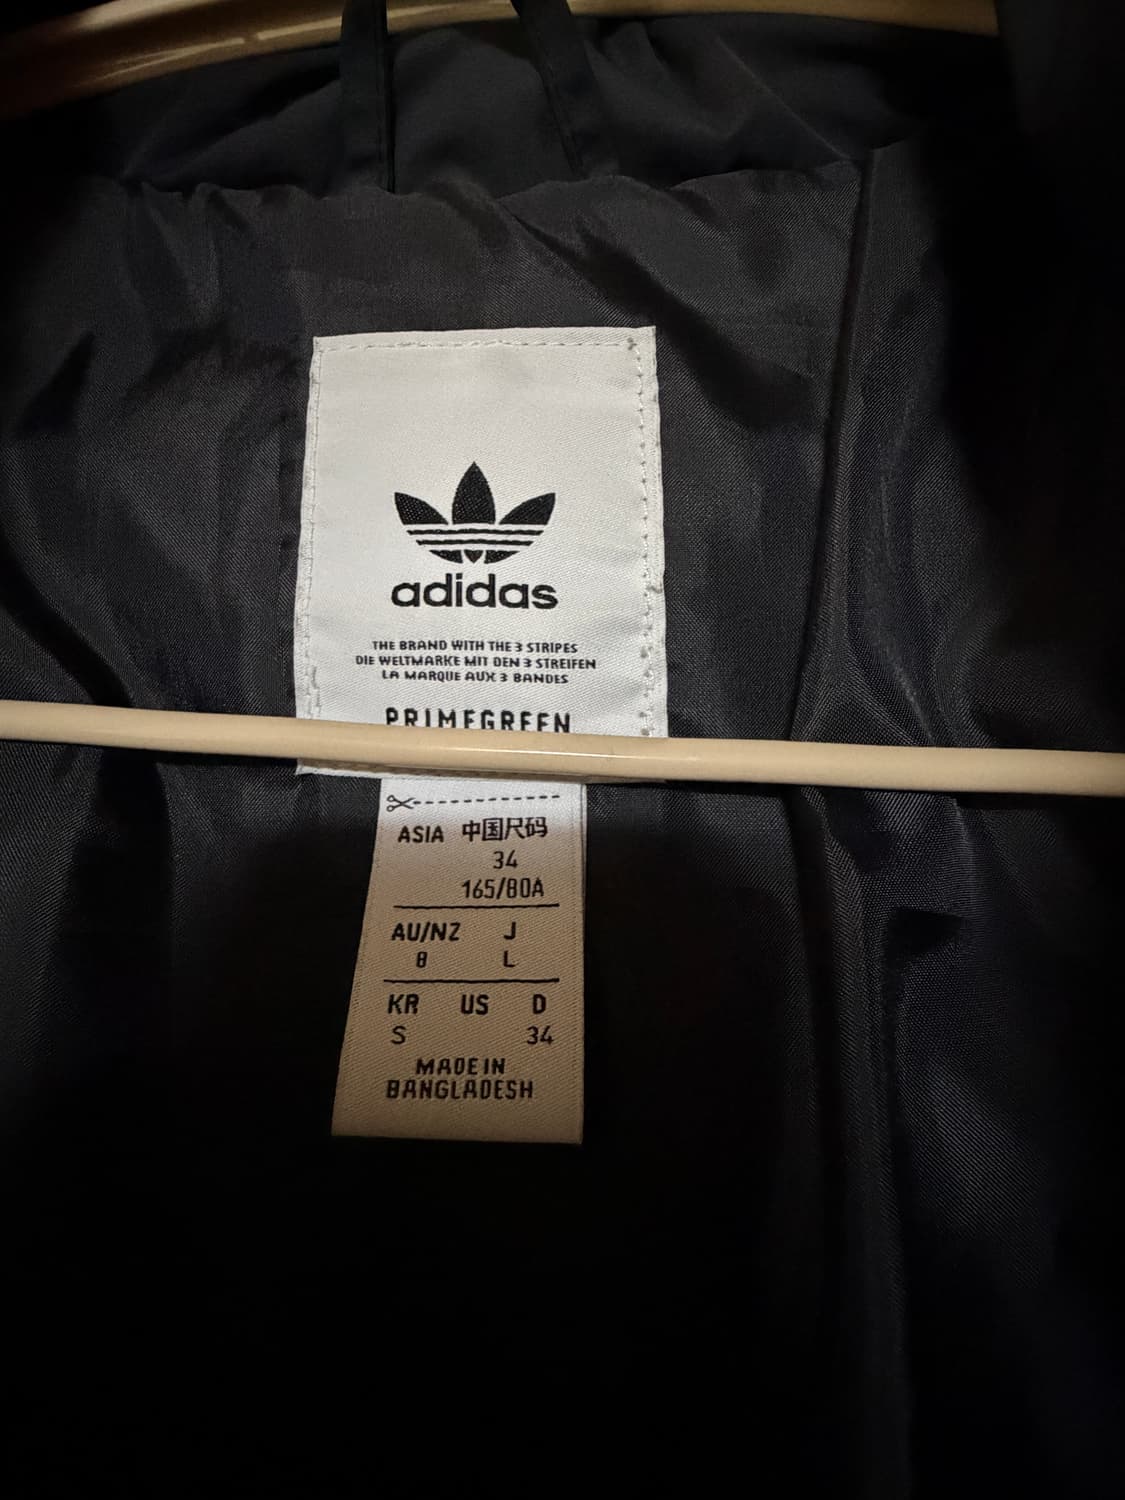 adidas
THE BRAND WITH THE 3 STRIPES
DIE WELTMARKE MIT DEN 3 STREIFEN
LA MARQUE AUX 3 BANDES
PRIMEGREEN
ASIA 中国尺码
34
165/80A
AU/NZ J
8 L
KR US D
S 34
MADE IN
BANGLADESH